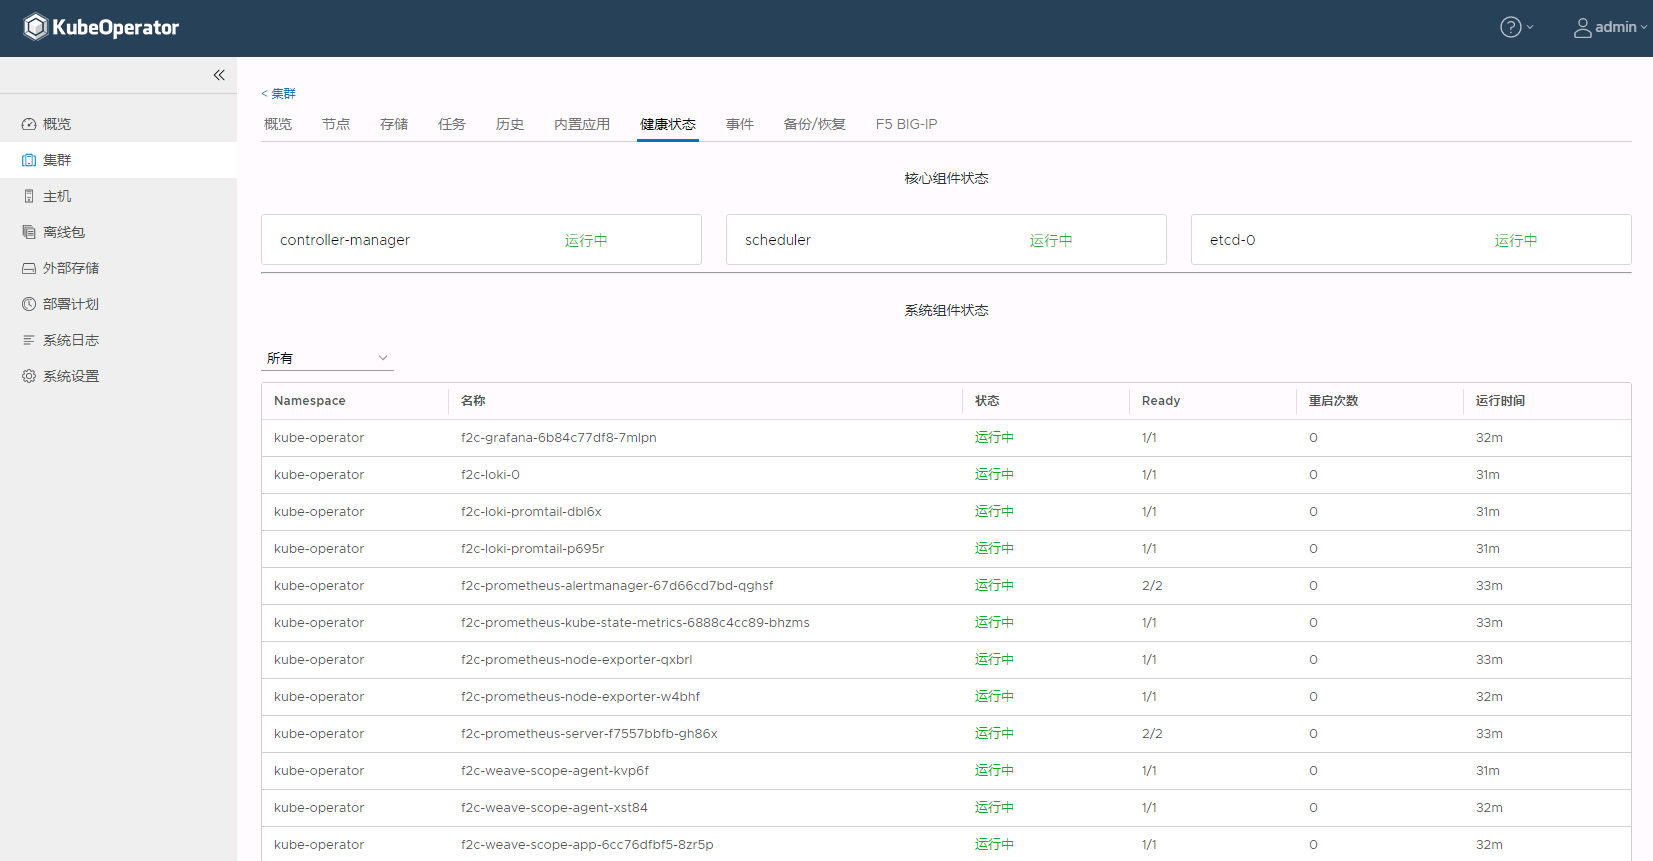 KubeOperator
? admin
< 集群
概览 节点 存储 任务 历史 内置应用 健康状态 事件 备份/恢复 F5 BIG-IP
概览
集群
主机
离线包
外部存储
部署计划
系统日志
系统设置
核心组件状态
controller-manager 运行中 scheduler 运行中 etcd-0 运行中
系统组件状态
所有
Namespace 名称 状态 Ready 重启次数 运行时间
kube-operator f2c-grafana-6b84c77df8-7mlpn 运行中 1/1 0 32m
kube-operator f2c-loki-0 运行中 1/1 0 31m
kube-operator f2c-loki-promtail-dbl6x 运行中 1/1 0 31m
kube-operator f2c-loki-promtail-p695r 运行中 1/1 0 31m
kube-operator f2c-prometheus-alertmanager-67d66cd7bd-qghsf 运行中 2/2 0 33m
kube-operator f2c-prometheus-kube-state-metrics-6888c4cc89-bhzms 运行中 1/1 0 33m
kube-operator f2c-prometheus-node-exporter-qxbrl 运行中 1/1 0 33m
kube-operator f2c-prometheus-node-exporter-w4bhf 运行中 1/1 0 32m
kube-operator f2c-prometheus-server-f7557bbfb-gh86x 运行中 2/2 0 33m
kube-operator f2c-weave-scope-agent-kvp6f 运行中 1/1 0 31m
kube-operator f2c-weave-scope-agent-xst84 运行中 1/1 0 32m
kube-operator f2c-weave-scope-app-6cc76dfbf5-8zr5p 运行中 1/1 0 32m